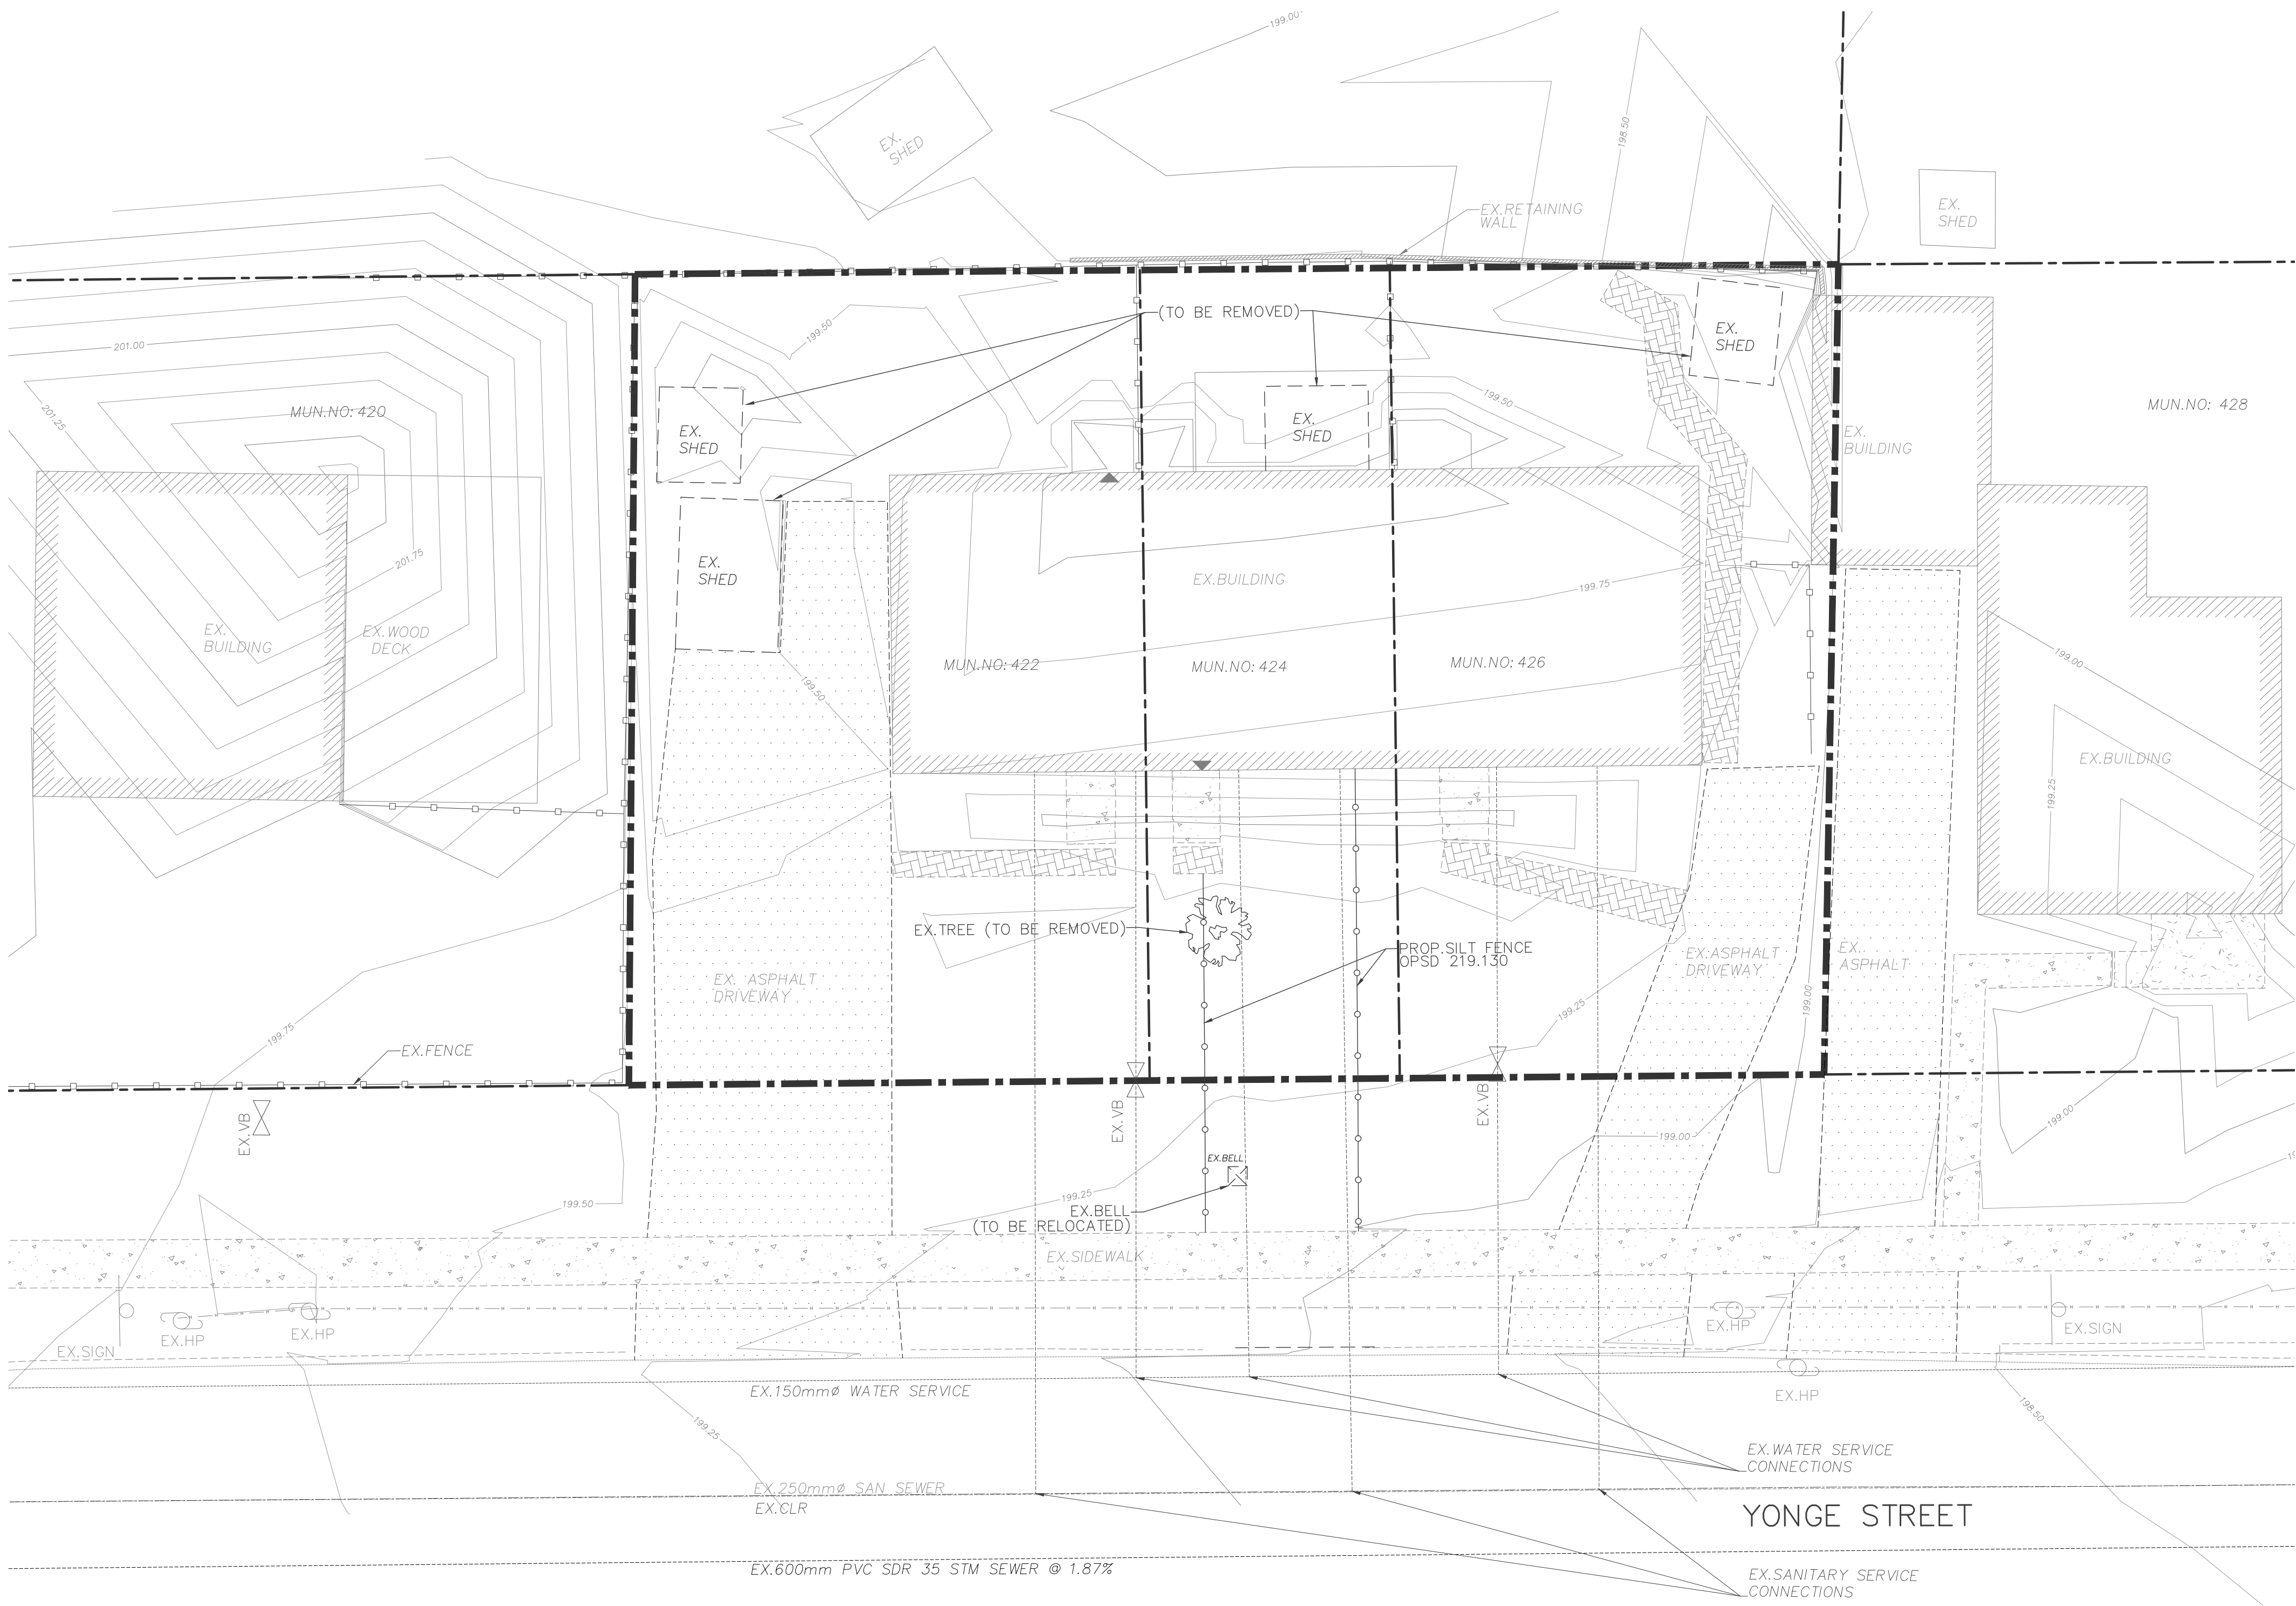 199.00
EX.
SHED
198.50
EX.RETAINING
WALL
EX.
SHED
(TO BE REMOVED)
199.50
EX.
SHED
201.00
201.25
MUN.NO: 420
199.50
MUN.NO: 428
EX.
SHED
EX.
SHED
EX.
BUILDING
201.75
EX.
SHED
EX.BUILDING
199.75
EX.
BUILDING
EX.WOOD
DECK
MUN.NO: 422
MUN.NO: 424
MUN.NO: 426
199.50
199.00
EX.BUILDING
199.25
EX.TREE (TO BE REMOVED)
PROP.SILT FENCE
OPSD 219.130
EX. ASPHALT
DRIVEWAY
EX.ASPHALT
DRIVEWAY
EX.
ASPHALT
199.75
199.25
199.00
EX.FENCE
EX.VB
EX.VB
EX.VB
199.00
199.00
EX.BELL
199.50
199.25
EX.BELL
(TO BE RELOCATED)
EX.SIDEWALK
EX.SIGN
EX.HP
EX.HP
EX.HP
EX.SIGN
EX.150mmø WATER SERVICE
EX.HP
199.25
198.50
EX.WATER SERVICE
CONNECTIONS
EX.250mmø SAN SEWER
EX.CLR
YONGE STREET
EX.600mm PVC SDR 35 STM SEWER @ 1.87%
EX.SANITARY SERVICE
CONNECTIONS